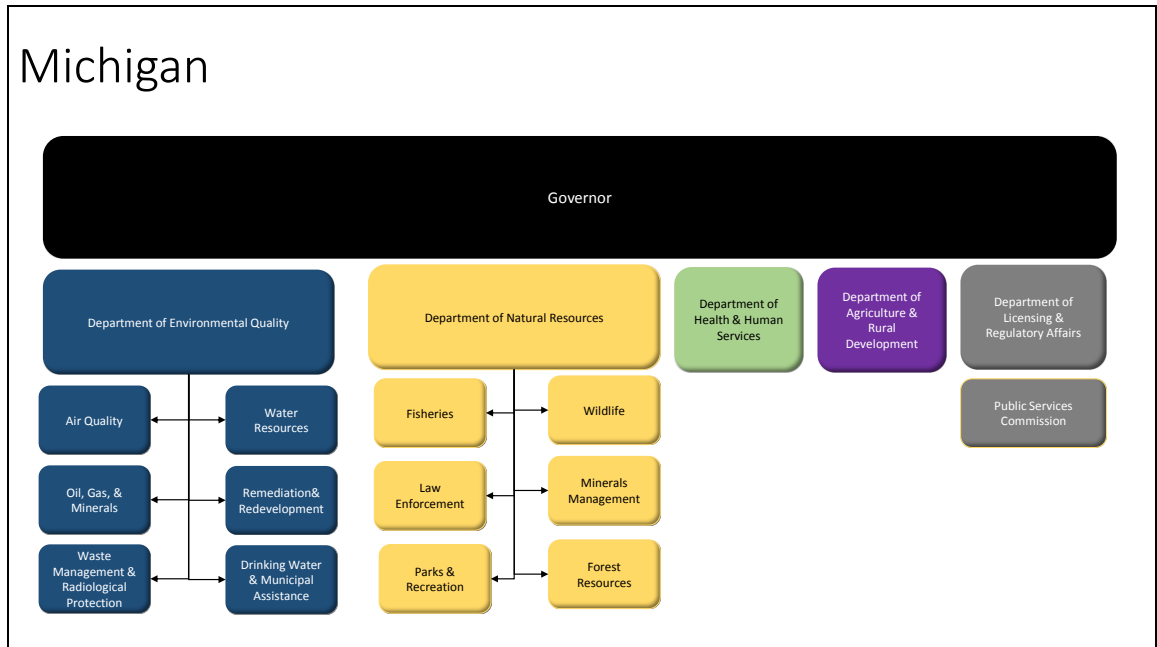 Michigan
Governor
Department of Environmental Quality
Department of Natural Resources
Department of
Health & Human
Services
Department of
Agriculture &
Rural
Development
Department of
Licensing &
Regulatory Affairs
Air Quality
Water
Resources
Fisheries
Wildlife
Public Services
Commission
Oil, Gas, &
Minerals
Remediation&
Redevelopment
Law
Enforcement
Minerals
Management
Waste
Management &
Radiological
Protection
Drinking Water
& Municipal
Assistance
Parks &
Recreation
Forest
Resources